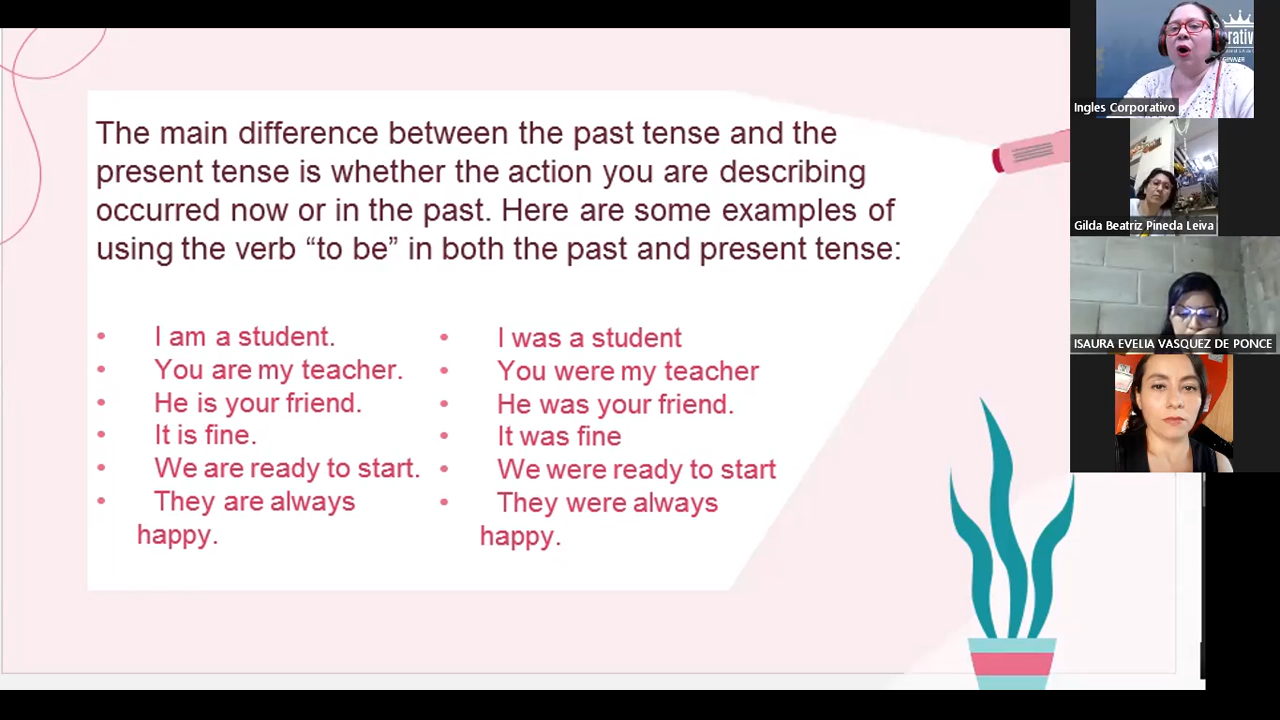 The main difference between the past tense and the
present tense is whether the action you are describing
occurred now or in the past. Here are some examples of
using the verb “to be” in both the past and present tense:
• I am a student.
• You are my teacher.
• He is your friend.
• It is fine.
• We are ready to start.
• They are always
happy.
• I was a student
• You were my teacher
• He was your friend.
• It was fine
• We were ready to start
• They were always
happy.
Ingles Corporativo
Gilda Beatriz Pineda Leiva
ISAURA EVELIA VASQUEZ DE PONCE